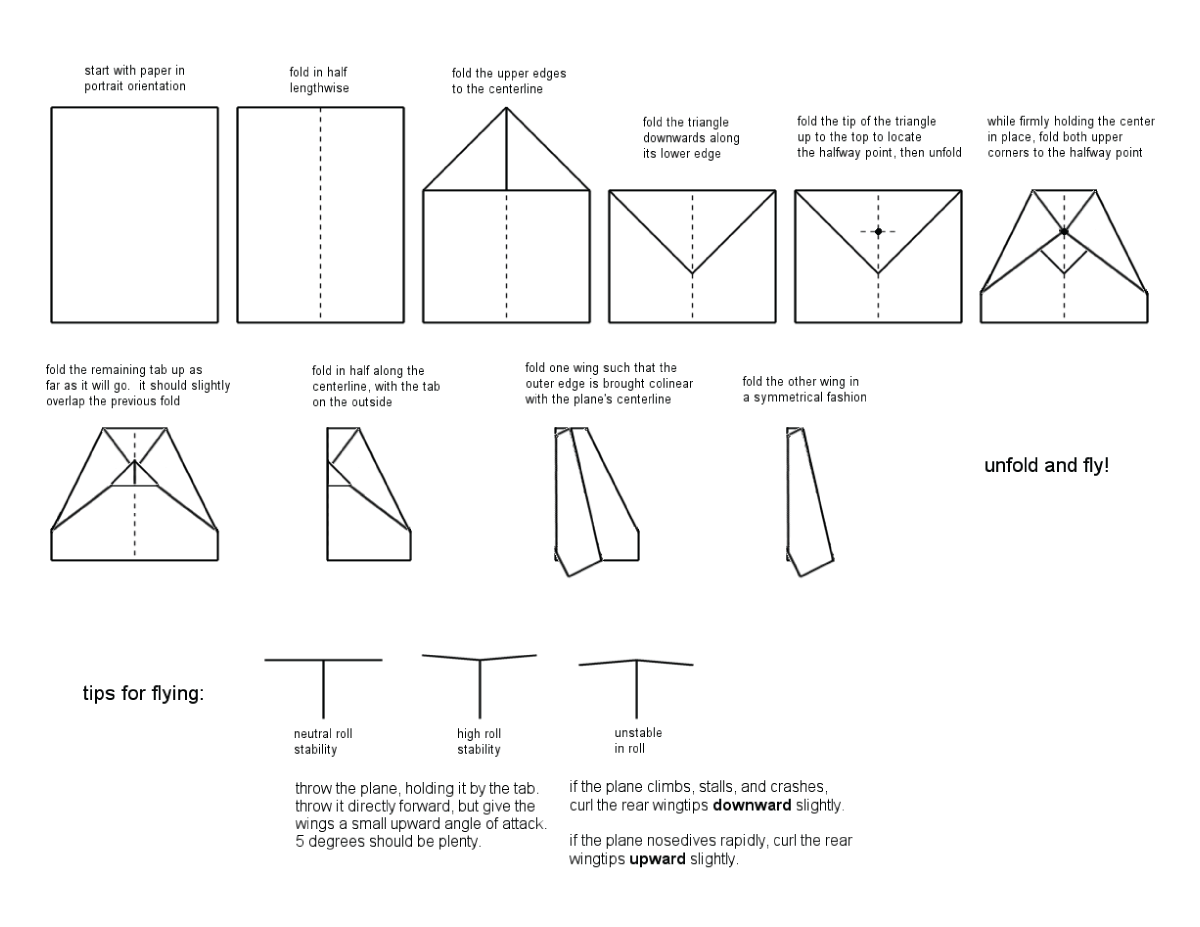 start with paper in
portrait orientation
fold in half
lengthwise
fold the upper edges
to the centerline
fold the triangle
downwards along
its lower edge
fold the tip of the triangle
up to the top to locate
the halfway point, then unfold
while firmly holding the center
in place, fold both upper
corners to the halfway point
fold the remaining tab up as
far as it will go.  it should slightly
overlap the previous fold
fold in half along the
centerline, with the tab
on the outside
fold one wing such that the
outer edge is brought colinear
with the plane's centerline
fold the other wing in
a symmetrical fashion
unfold and fly!
tips for flying:
neutral roll
stability
high roll
stability
unstable
in roll
throw the plane, holding it by the tab.
throw it directly forward, but give the
wings a small upward angle of attack.
5 degrees should be plenty.
if the plane climbs, stalls, and crashes,
curl the rear wingtips downward slightly.
if the plane nosedives rapidly, curl the rear
wingtips upward slightly.